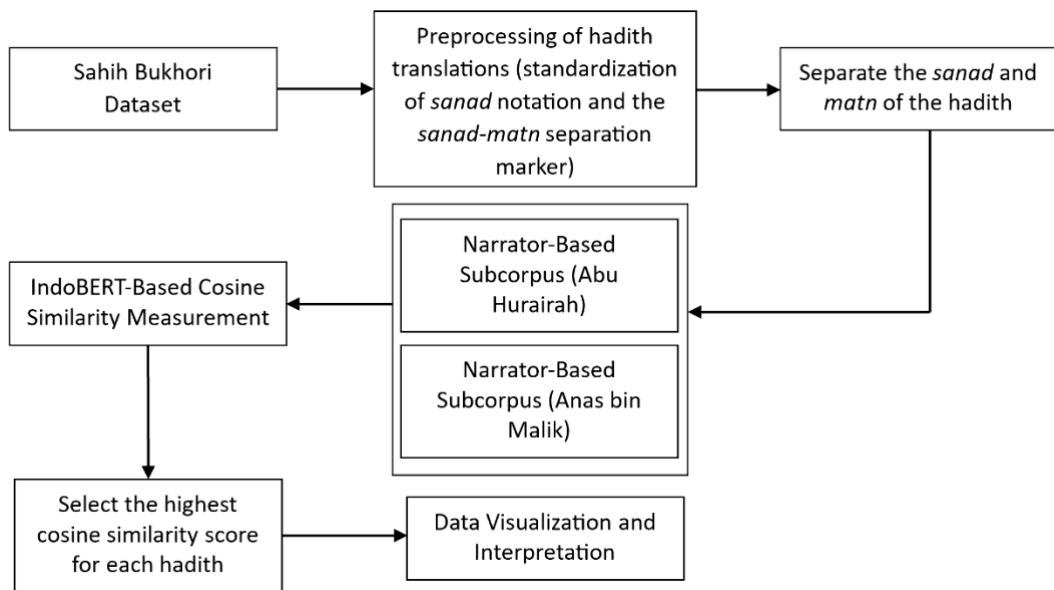 Sahih Bukhori
Dataset
Preprocessing of hadith
translations (standardization
of sanad notation and the
sanad-matn separation
marker)
Separate the sanad and
matn of the hadith
Narrator-Based
Subcorpus (Abu
Hurairah)
Narrator-Based
Subcorpus (Anas bin
Malik)
IndoBERT-Based Cosine
Similarity Measurement
Select the highest
cosine similarity score
for each hadith
Data Visualization and
Interpretation